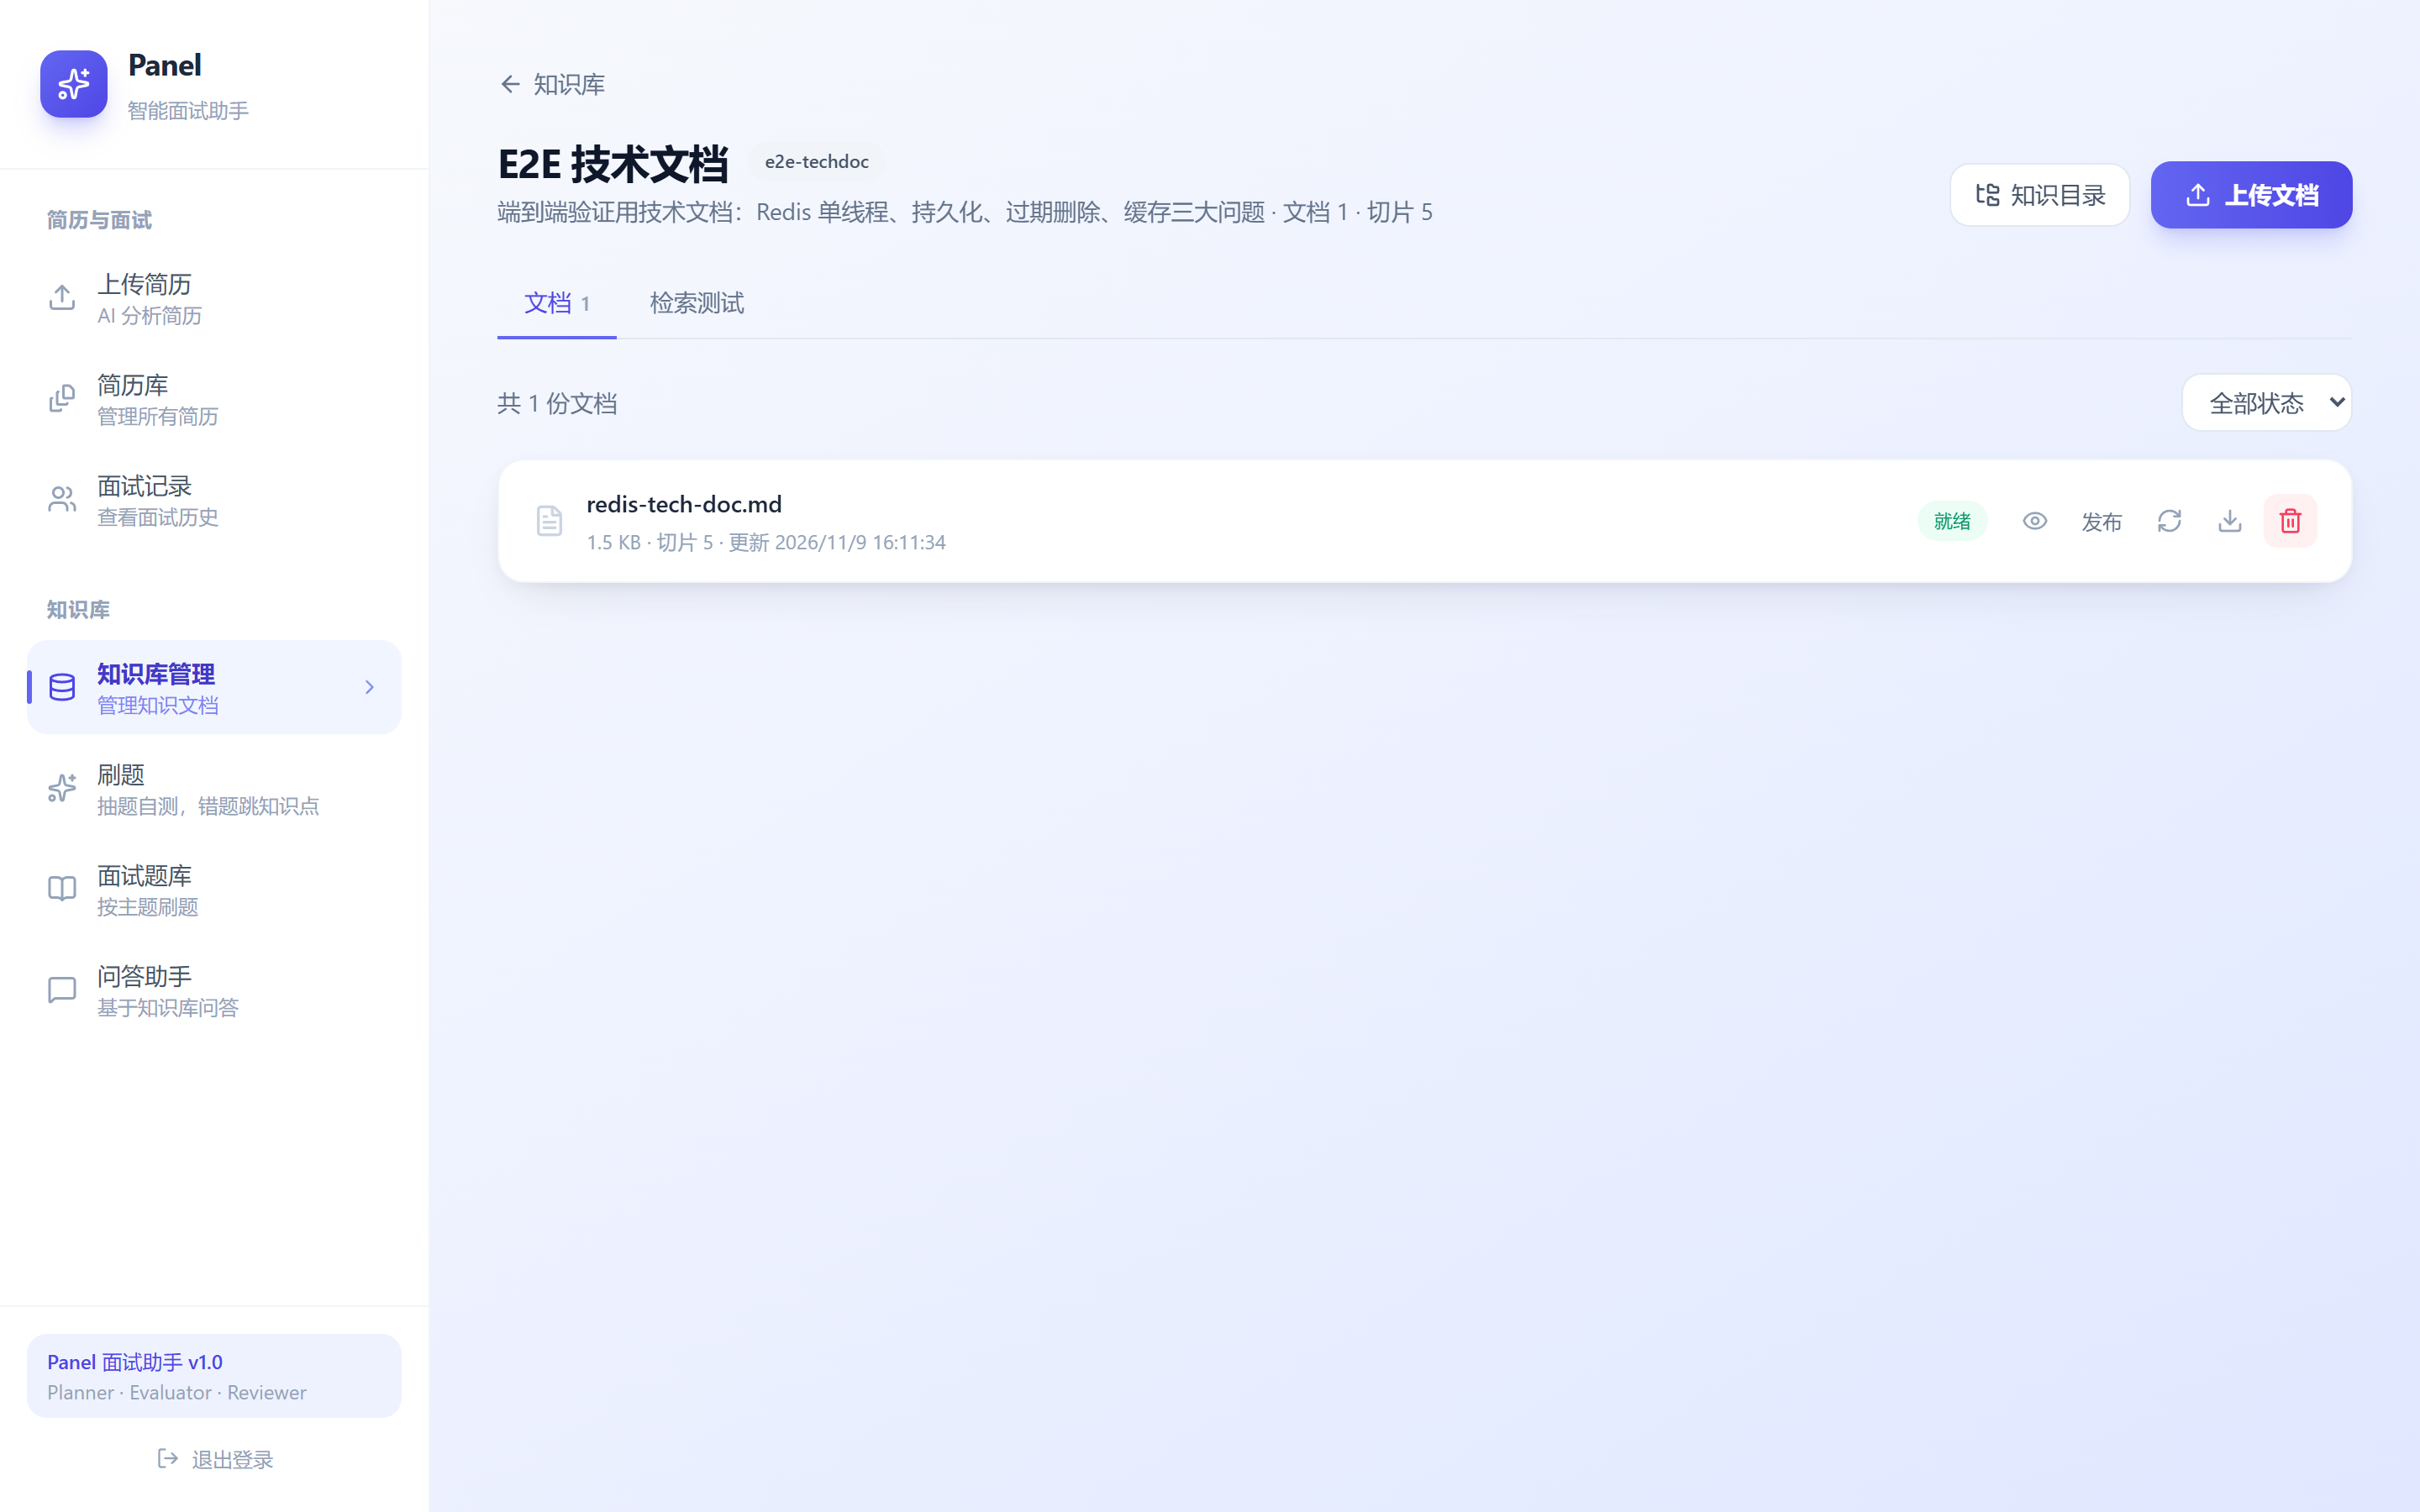 Panel
智能面试助手
简历与面试
上传简历
AI 分析简历
简历库
管理所有简历
面试记录
查看面试历史
知识库
知识库管理
管理知识文档
刷题
抽题自测，错题跳知识点
面试题库
按主题刷题
问答助手
基于知识库问答
Panel 面试助手 v1.0
Planner · Evaluator · Reviewer
退出登录
知识库
E2E 技术文档 e2e-techdoc
端到端验证用技术文档：Redis 单线程、持久化、过期删除、缓存三大问题 · 文档 1 · 切片 5
知识目录
上传文档
文档 1
检索测试
共 1 份文档
全部状态
redis-tech-doc.md
1.5 KB · 切片 5 · 更新 2026/11/9 16:11:34
就绪
发布